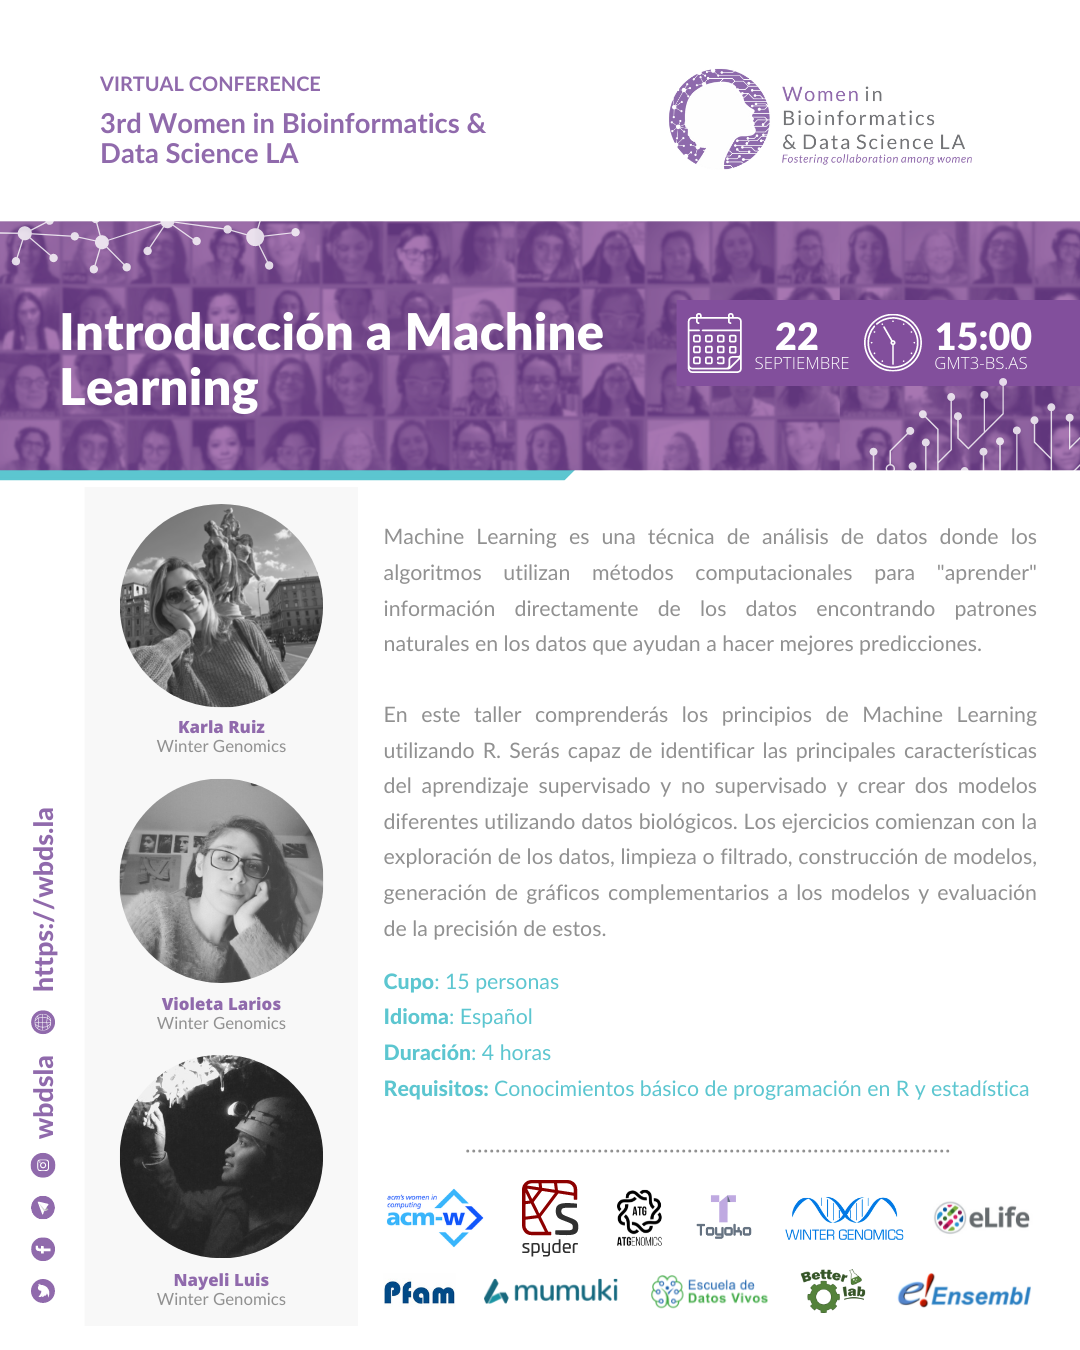 VIRTUAL CONFERENCE
3rd Women in Bioinformatics &
Data Science LA
Women in
Bioinformatics
& Data Science LA
Fostering collaboration among women
Introducción a Machine
Learning
22
SEPTIEMBRE
15:00
GMT3-BS.AS
Karla Ruiz
Winter Genomics
Violeta Larios
Winter Genomics
Nayeli Luis
Winter Genomics
https://wbds.la
wbdsla
Machine Learning es una técnica de análisis de datos donde los
algoritmos utilizan métodos computacionales para "aprender"
información directamente de los datos encontrando patrones
naturales en los datos que ayudan a hacer mejores predicciones.
En este taller comprenderás los principios de Machine Learning
utilizando R. Serás capaz de identificar las principales características
del aprendizaje supervisado y no supervisado y crear dos modelos
diferentes utilizando datos biológicos. Los ejercicios comienzan con la
exploración de los datos, limpieza o filtrado, construcción de modelos,
generación de gráficos complementarios a los modelos y evaluación
de la precisión de estos.
Cupo: 15 personas
Idioma: Español
Duración: 4 horas
Requisitos: Conocimientos básico de programación en R y estadística
acm's women in
computing
acm-w
RS
spyder
ATG
ATGENOMICS
Toyoko
WINTER GENOMICS
eLife
Pfam
mumuki
Escuela de
Datos Vivos
Better
lab
e!Ensembl